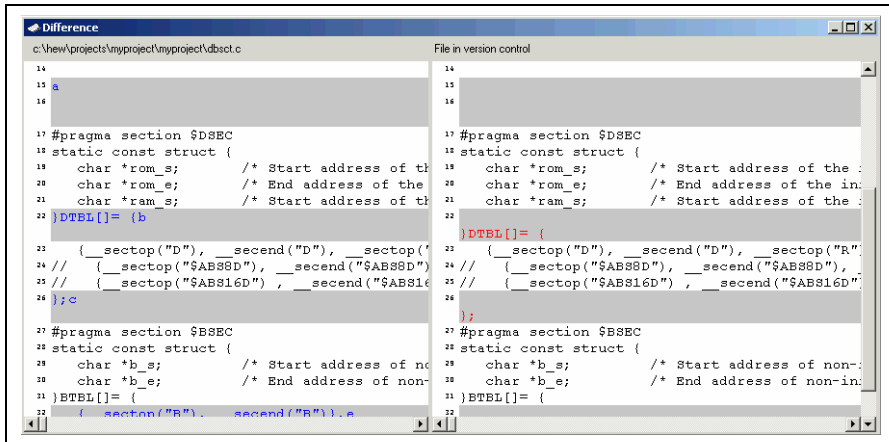 Difference
c:\hew\projects\myproject\myproject\dbsct.c
14
15 a
16
17 #pragma section $DSEC
18 static const struct {
19 char *rom_s; /* Start address of th
20 char *rom_e; /* End address of the
21 char *ram_s; /* Start address of th
22 }DTBL[]= {b
23 {__sectop("D"), __secend("D"), __sectop("
24 // {__sectop("$ABS8D"), __secend("$ABS8D")
25 // {__sectop("$ABS16D") , __secend("$ABS16
26 };c
27 #pragma section $BSEC
28 static const struct {
29 char *b_s; /* Start address of no
30 char *b_e; /* End address of non-
31 }BTBL[]= {
32 {__sectop("B"), __secend("B")},e
File in version control
14
15
16
17 #pragma section $DSEC
18 static const struct {
19 char *rom_s; /* Start address of the
20 char *rom_e; /* End address of the in
21 char *ram_s; /* Start address of the
22
}DTBL[]= {
23 {__sectop("D"), __secend("D"), __sectop("R")
24 // {__sectop("$ABS8D"), __secend("$ABS8D"),
25 // {__sectop("$ABS16D") , __secend("$ABS16D"
26
};
27 #pragma section $BSEC
28 static const struct {
29 char *b_s; /* Start address of non-
30 char *b_e; /* End address of non-in
31 }BTBL[]= {
32